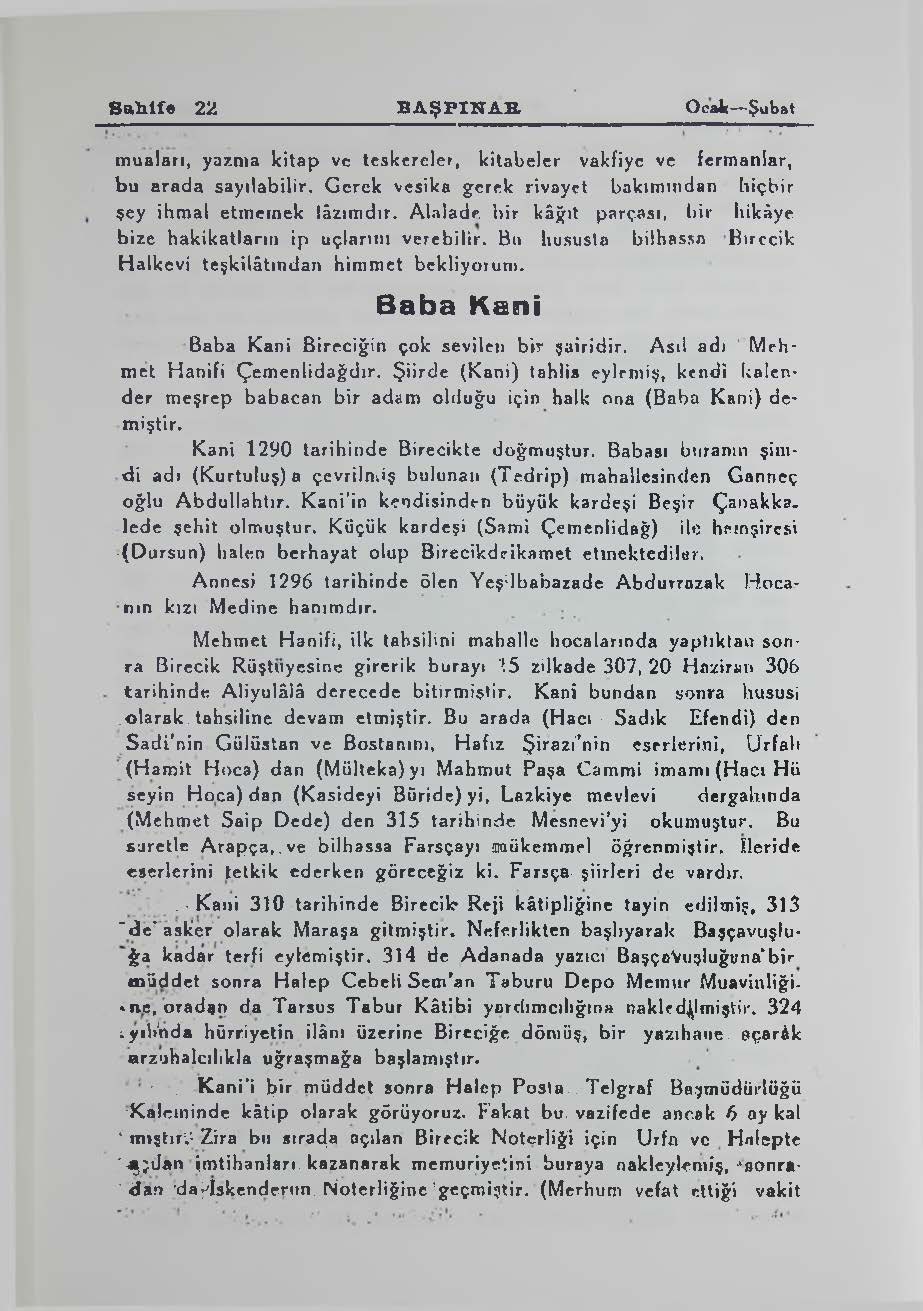 Sahife 22 BAŞPINAR Ocak—Şubat
muaları, yazma kitap ve teskereler, kitabeler vakfiye ve fermanlar,
bu arada sayılabilir. Gerek vesika gerek rivayet bakımından hiçbir
şey ihmal etmemek lâzımdır. Alalade bir kâğıt parçası, bir hikâye
bize hakikatların ip uçlarını verebilir. Bu hususta bilhassa Birecik
Halkevi teşkilâtından himmet bekliyorum.
Baba Kani
Baba Kani Bireciğin çok sevilen bir şairidir. Asıl adı Meh-
met Hanifi Çemenlidağdır. Şiirde (Kani) tahlis eylemiş, kendi kalen-
der meşrep babacan bir adam olduğu için halk ona (Baba Kani) de-
miştir.
Kani 1290 tarihinde Birecikte doğmuştur. Babası buranın şim-
di adı (Kurtuluş) a çevrilmiş bulunan (Tedrip) mahallesinden Ganneç
oğlu Abdullahtır. Kani'in kendisinden büyük kardeşi Beşir Çanakka-
lede şehit olmuştur. Küçük kardeşi (Sami Çemenlidağ) ile hemşiresi
(Dursun) halen berhayat olup Birecikdeikamet etmektediler.
Annesi 1296 tarihinde ölen Yeşilbabazade Abdurrazak Hoca-
nın kızı Medine hanımdır.
Mehmet Hanifi, ilk tahsilini mahalle hocalarında yaptıktan son-
ra Birecik Rüştüyesine girerik burayı 15 zilkade 307, 20 Haziran 306
tarihinde Aliyulâlâ derecede bitirmiştir. Kani bundan sonra hususi
olarak tahsiline devam etmiştir. Bu arada (Hacı Sadık Efendi) den
Sadi'nin Gülüstan ve Bostanını, Hafız Şirazı'nin eserlerini, Urfalı
(Hamit Hoca) dan (Mülteka) yı Mahmut Paşa Cammi imamı (Hacı Hü
seyin Hoca) dan (Kasideyi Büride) yi, Lazkiye mevlevi dergahında
(Mehmet Saip Dede) den 315 tarihinde Mesnevi'yi okumuştur. Bu
suretle Arapça, ve bilhassa Farsçayı mükemmel öğrenmiştir. İleride
eserlerini tetkik ederken göreceğiz ki. Farsça şiirleri de vardır.
Kani 310 tarihinde Birecik Reji kâtipliğine tayin edilmiş, 313
de asker olarak Maraşa gitmiştir. Neferlikten başlıyarak Başçavuşlu-
ğa kadar terfi eylemiştir. 314 de Adanada yazıcı Başçavuşluğuna bir
müddet sonra Halep Cebeli Sem'an Taburu Depo Memur Muavinliği-
ne, oradan da Tarsus Tabur Kâtibi yardımcılığına nakledilmiştir. 324
yılında hürriyetin ilânı üzerine Bireciğe dömüş, bir yazıhane açarak
arzuhalcılıkla uğraşmağa başlamıştır.
Kani'i bir müddet sonra Halep Posta Telgraf Başmüdürlüğü
Kaleminde kâtip olarak görüyoruz. Fakat bu vazifede ancak 6 ay kal
mıştır. Zira bu sırada açılan Birecik Noterliği için Urfa ve Halepte
açılan imtihanları kazanarak memuriyetini buraya nakleylemiş, sonra-
dan da İskenderun Noterliğine geçmiştir. (Merhum vefat ettiği vakit